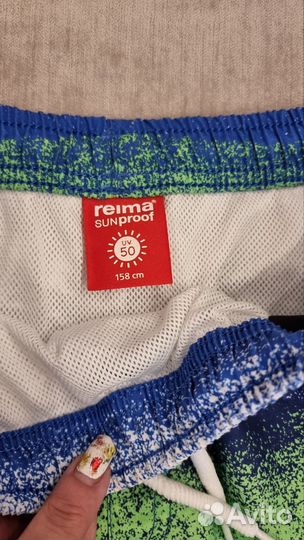 reima®
SUNPROOF
UV
50
158 cm
Avito